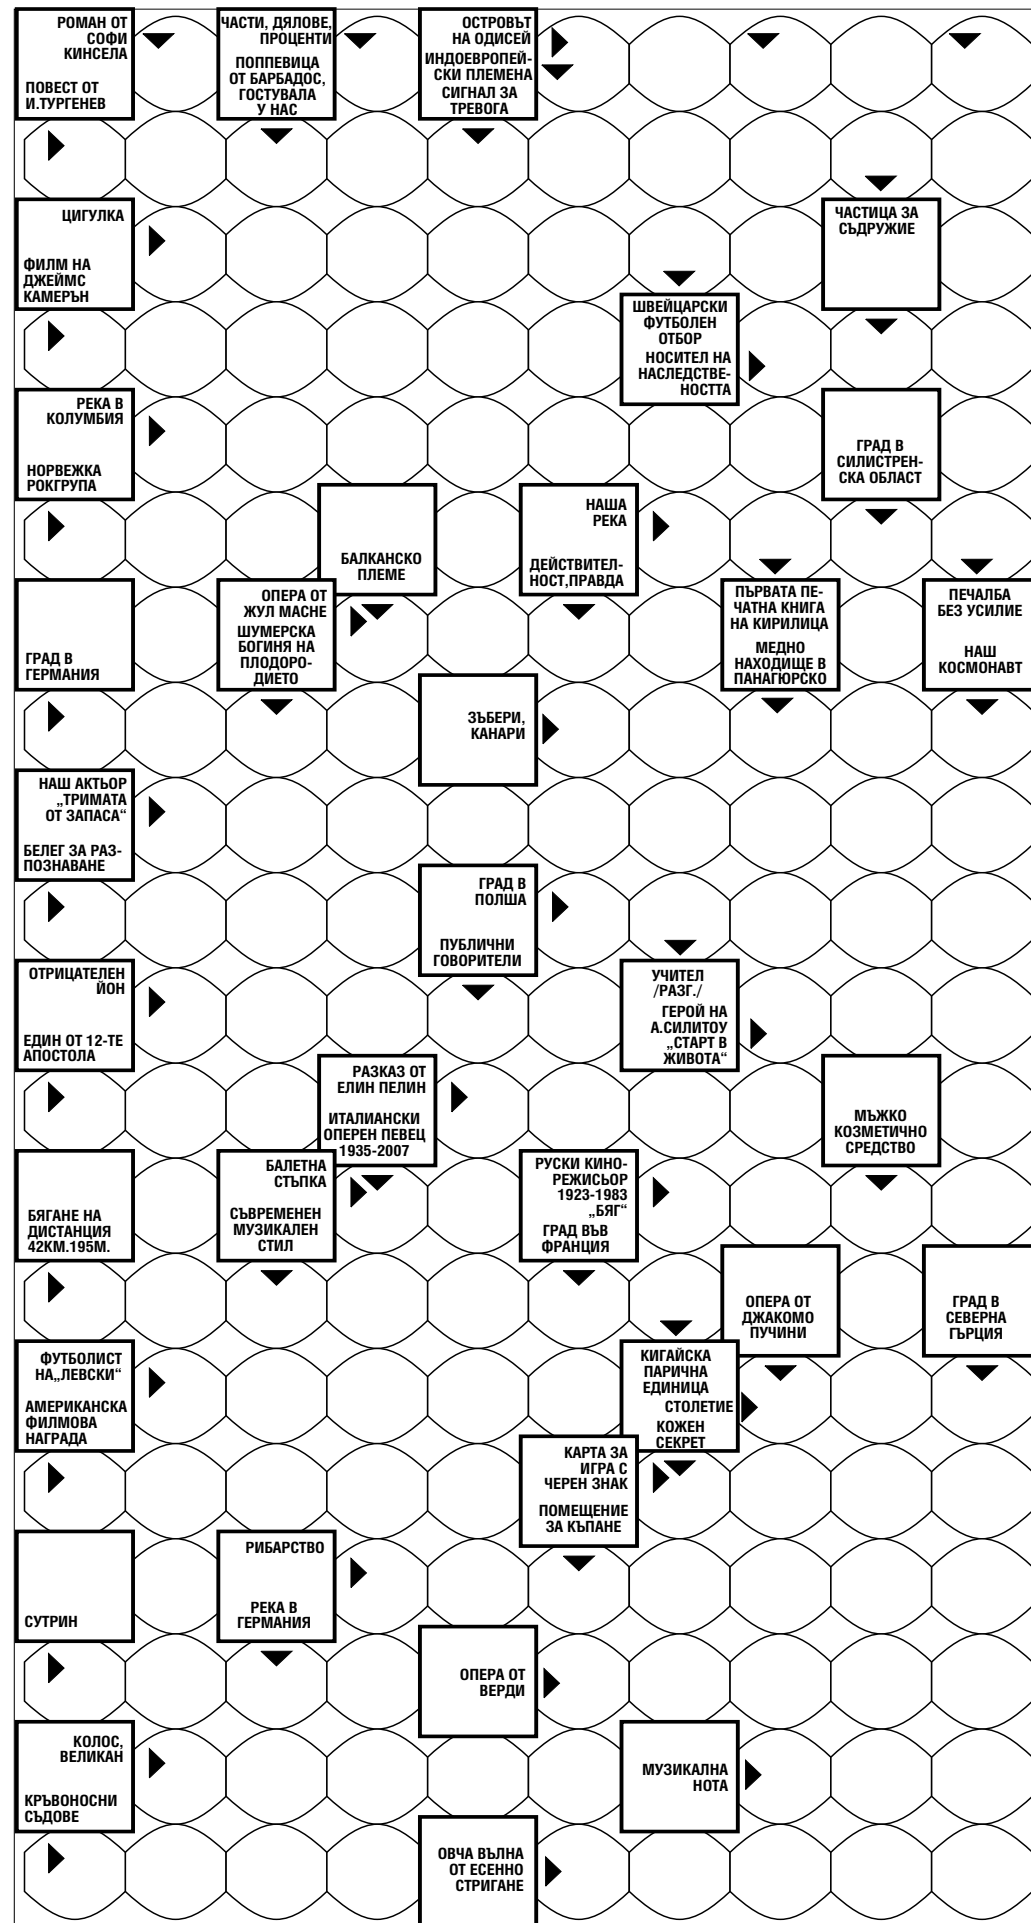 РОМАН ОТ
СОФИ
КИНСЕЛА
ПОВЕСТ ОТ
И.ТУРГЕНЕВ
ЧАСТИ, ДЯЛОВЕ,
ПРОЦЕНТИ
ПОППЕВИЦА
ОТ БАРБАДОС,
ГОСТУВАЛА
У НАС
ОСТРОВЪТ
НА ОДИСЕЙ
ИНДОЕВРОПЕЙ-
СКИ ПЛЕМЕНА
СИГНАЛ ЗА
ТРЕВОГА
ЦИГУЛКА
ФИЛМ НА
ДЖЕЙМС
КАМЕРЪН
ЧАСТИЦА ЗА
СЪДРУЖИЕ
ШВЕЙЦАРСКИ
ФУТБОЛЕН
ОТБОР
НОСИТЕЛ НА
НАСЛЕДСТВЕ-
НОСТТА
РЕКА В
КОЛУМБИЯ
НОРВЕЖКА
РОКГРУПА
ГРАД В
СИЛИСТРЕН-
СКА ОБЛАСТ
БАЛКАНСКО
ПЛЕМЕ
НАША
РЕКА
ДЕЙСТВИТЕЛ-
НОСТ,ПРАВДА
ГРАД В
ГЕРМАНИЯ
ОПЕРА ОТ
ЖУЛ МАСНЕ
ШУМЕРСКА
БОГИНЯ НА
ПЛОДОРО-
ДИЕТО
ПЪРВАТА ПЕ-
ЧАТНА КНИГА
НА КИРИЛИЦА
МЕДНО
НАХОДИЩЕ В
ПАНАГЮРСКО
ПЕЧАЛБА
БЕЗ УСИЛИЕ
НАШ
КОСМОНАВТ
ЗЪБЕРИ,
КАНАРИ
НАШ АКТЬОР
„ТРИМАТА
ОТ ЗАПАСА“
БЕЛЕГ ЗА РАЗ-
ПОЗНАВАНЕ
ГРАД В
ПОЛША
ПУБЛИЧНИ
ГОВОРИТЕЛИ
ОТРИЦАТЕЛЕН
ЙОН
ЕДИН ОТ 12-ТЕ
АПОСТОЛА
УЧИТЕЛ
/РАЗГ./
ГЕРОЙ НА
А.СИЛИТОУ
„СТАРТ В
ЖИВОТА“
РАЗКАЗ ОТ
ЕЛИН ПЕЛИН
ИТАЛИАНСКИ
ОПЕРЕН ПЕВЕЦ
1935-2007
МЪЖКО
КОЗМЕТИЧНО
СРЕДСТВО
БЯГАНЕ НА
ДИСТАНЦИЯ
42КМ.195М.
БАЛЕТНА
СТЪПКА
СЪВРЕМЕНЕН
МУЗИКАЛЕН
СТИЛ
РУСКИ КИНО-
РЕЖИСЬОР
1923-1983
„БЯГ“
ГРАД ВЪВ
ФРАНЦИЯ
ОПЕРА ОТ
ДЖАКОМО
ПУЧИНИ
ГРАД В
СЕВЕРНА
ГЪРЦИЯ
ФУТБОЛИСТ
НА„ЛЕВСКИ“
АМЕРИКАНСКА
ФИЛМОВА
НАГРАДА
КИГАЙСКА
ПАРИЧНА
ЕДИНИЦА
СТОЛЕТИЕ
КОЖЕН
СЕКРЕТ
КАРТА ЗА
ИГРА С
ЧЕРЕН ЗНАК
ПОМЕЩЕНИЕ
ЗА КЪПАНЕ
СУТРИН
РИБАРСТВО
РЕКА В
ГЕРМАНИЯ
ОПЕРА ОТ
ВЕРДИ
КОЛОС,
ВЕЛИКАН
КРЪВОНОСНИ
СЪДОВЕ
МУЗИКАЛНА
НОТА
ОВЧА ВЪЛНА
ОТ ЕСЕННО
СТРИГАНЕ